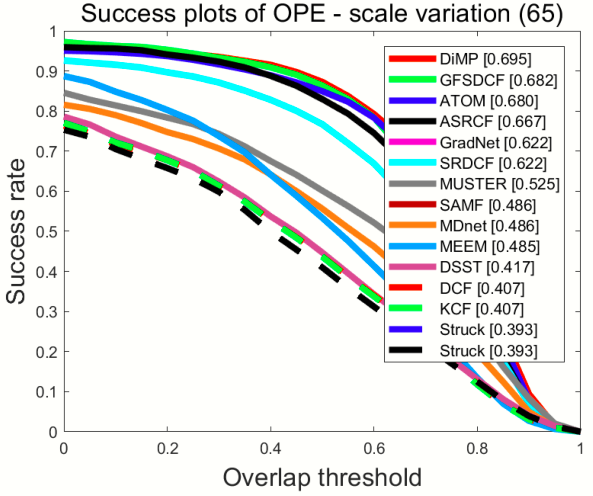 Success plots of OPE - scale variation (65)
1
0.9
0.8
0.7
0.6
0.5
0.4
0.3
0.2
0.1
0
Success rate
DiMP [0.695]
GFSDCF [0.682]
ATOM [0.680]
ASRCF [0.667]
GradNet [0.622]
SRDCF [0.622]
MUSTER [0.525]
SAMF [0.486]
MDnet [0.486]
MEEM [0.485]
DSST [0.417]
DCF [0.407]
KCF [0.407]
Struck [0.393]
Struck [0.393]
0 0.2 0.4 0.6 0.8 1
Overlap threshold